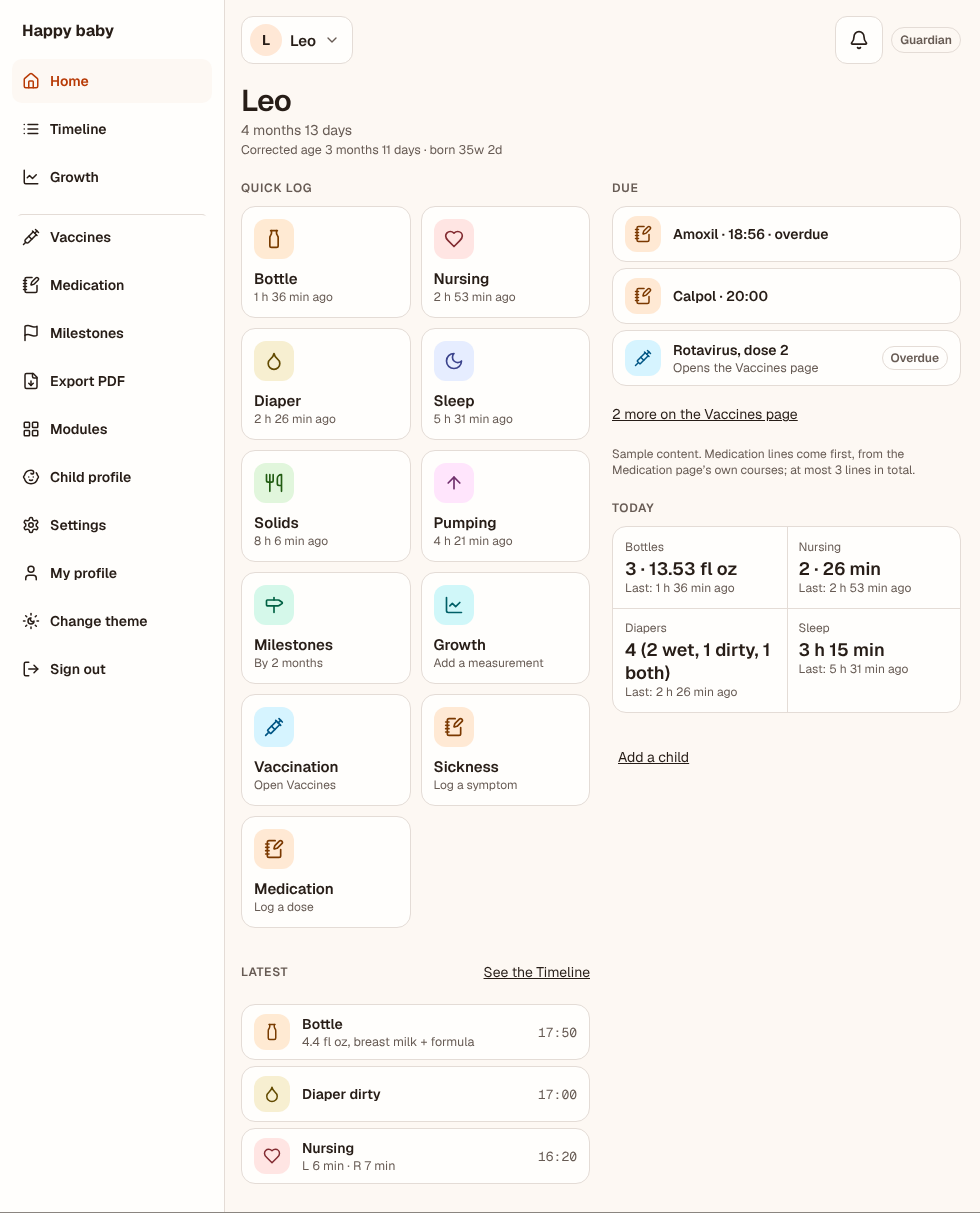 Happy baby
Home
Timeline
Growth
Vaccines
Medication
Milestones
Export PDF
Modules
Child profile
Settings
My profile
Change theme
Sign out
L Leo
Guardian
Leo
4 months 13 days
Corrected age 3 months 11 days · born 35w 2d
QUICK LOG
Bottle
1 h 36 min ago
Nursing
2 h 53 min ago
Diaper
2 h 26 min ago
Sleep
5 h 31 min ago
Solids
8 h 6 min ago
Pumping
4 h 21 min ago
Milestones
By 2 months
Growth
Add a measurement
Vaccination
Open Vaccines
Sickness
Log a symptom
Medication
Log a dose
LATEST
See the Timeline
Bottle
4.4 fl oz, breast milk + formula
17:50
Diaper dirty
17:00
Nursing
L 6 min · R 7 min
16:20
DUE
Amoxil · 18:56 · overdue
Calpol · 20:00
Rotavirus, dose 2
Opens the Vaccines page
Overdue
2 more on the Vaccines page
Sample content. Medication lines come first, from the
Medication page's own courses; at most 3 lines in total.
TODAY
Bottles
3 · 13.53 fl oz
Last: 1 h 36 min ago
Nursing
2 · 26 min
Last: 2 h 53 min ago
Diapers
4 (2 wet, 1 dirty, 1
both)
Last: 2 h 26 min ago
Sleep
3 h 15 min
Last: 5 h 31 min ago
Add a child